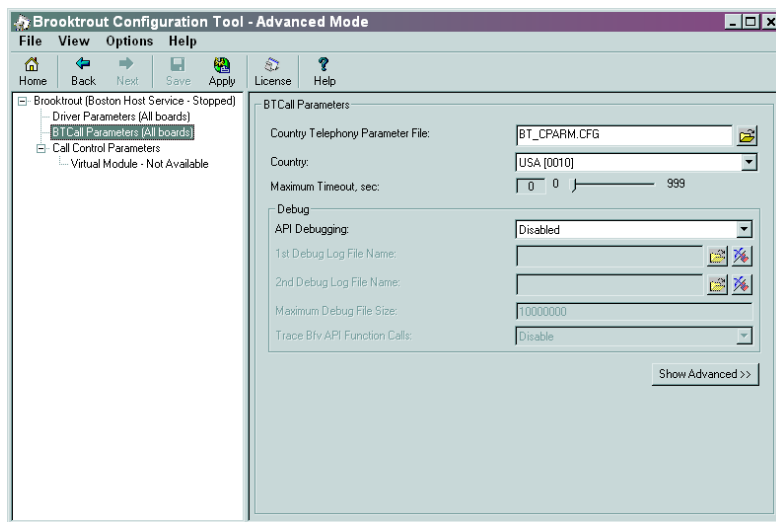 Brooktrout Configuration Tool - Advanced Mode
File View Options Help
Home Back Next Save Apply License Help
Brooktrout (Boston Host Service - Stopped)
Driver Parameters (All boards)
BTCall Parameters (All boards)
Call Control Parameters
Virtual Module - Not Available
BTCall Parameters
Country Telephony Parameter File: BT_CPARM.CFG
Country: USA [0010]
Maximum Timeout, sec: 0 0 999
Debug
API Debugging: Disabled
1st Debug Log File Name:
2nd Debug Log File Name:
Maximum Debug File Size: 10000000
Trace Bfv API Function Calls: Disable
Show Advanced >>